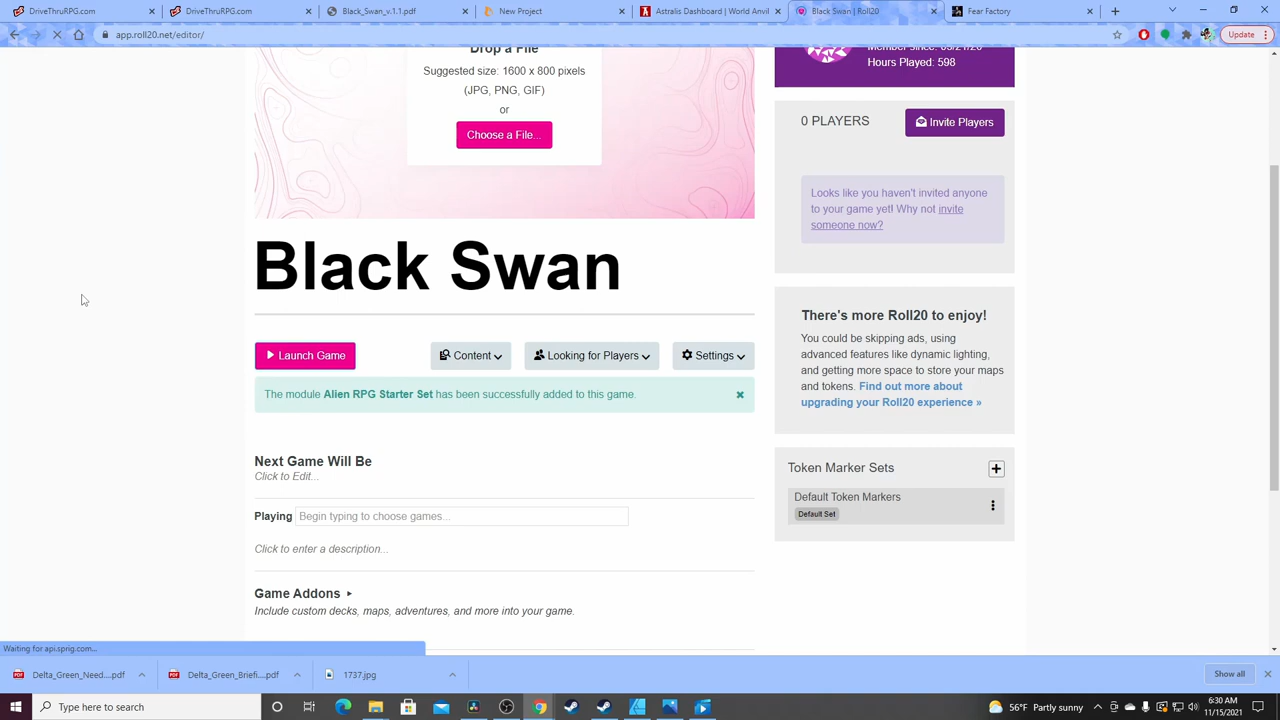 DriveThruRPG.com
DriveThruRPG.com
Black_Swan_v.1.1.pdf
New Project
Astralis Dashboard | World Anvil
Black Swan | Roll20
Fear Factory
app.roll20.net/editor/
Update
Drop a File
Suggested size: 1600 x 800 pixels
(JPG, PNG, GIF)
or
Choose a File...
Hours Played: 598
0 PLAYERS
Invite Players
Looks like you haven't invited anyone
to your game yet! Why not invite
someone now?
Black Swan
Launch Game
Content
Looking for Players
Settings
The module Alien RPG Starter Set has been successfully added to this game.
There's more Roll20 to enjoy!
You could be skipping ads, using
advanced features like dynamic lighting,
and getting more space to store your maps
and tokens. Find out more about
upgrading your Roll20 experience »
Next Game Will Be
Click to Edit...
Playing Begin typing to choose games...
Click to enter a description...
Token Marker Sets
Default Token Markers
Default Set
Game Addons
Include custom decks, maps, adventures, and more into your game.
Waiting for api.sprig.com...
Delta_Green_Need....pdf
Delta_Green_Briefi....pdf
1737.jpg
Show all
Type here to search
56°F Partly sunny
6:30 AM
11/15/2021